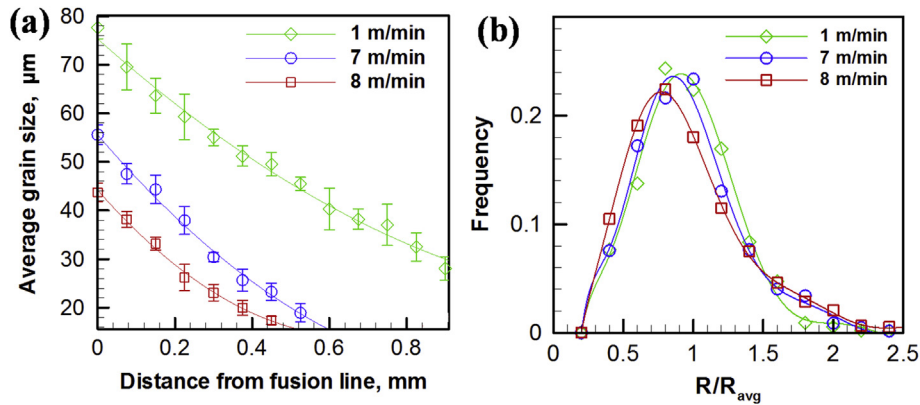 (a)
Average grain size, μm
80
70
60
50
40
30
20
0
0.2
0.4
0.6
0.8
Distance from fusion line, mm
1 m/min
7 m/min
8 m/min
(b)
Frequency
0.2
0.1
0
0
0.5
1
1.5
2
2.5
R/Ravg
1 m/min
7 m/min
8 m/min